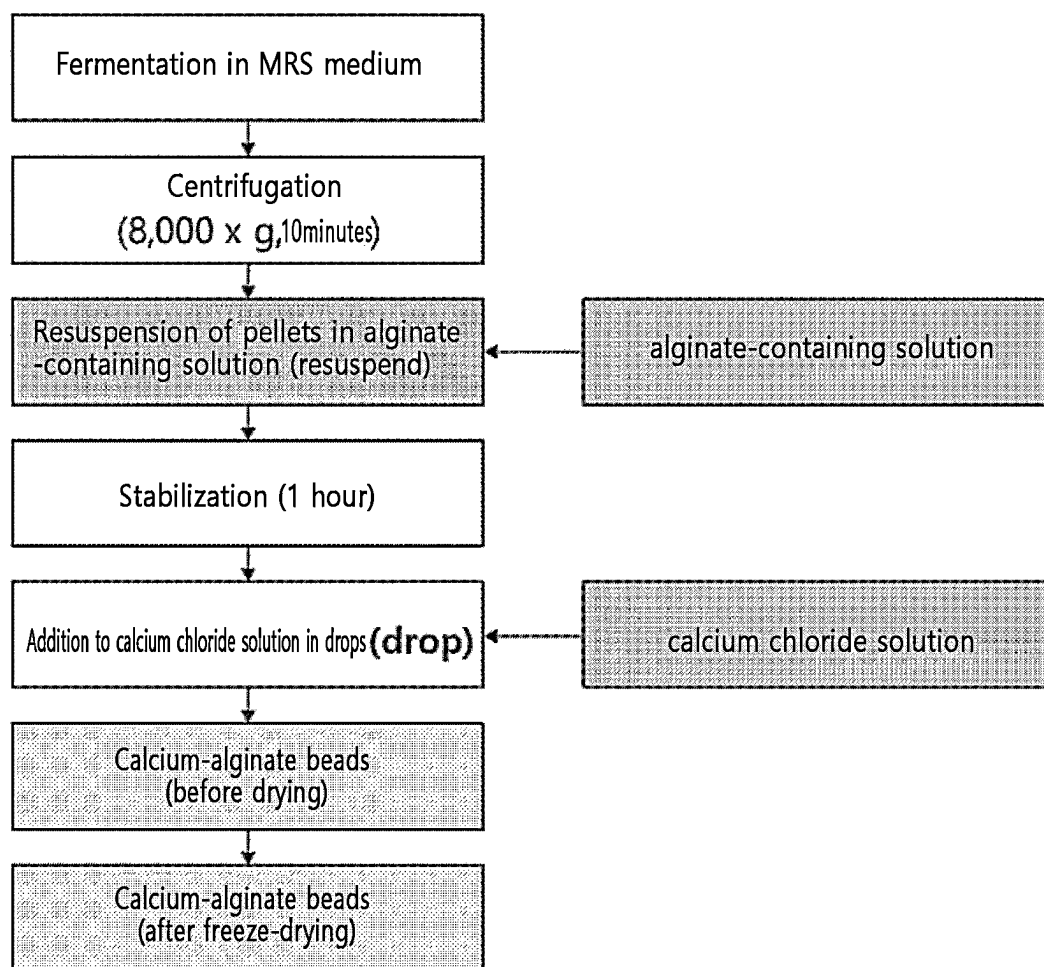 Fermentation in MRS medium
Centrifugation
(8,000 x g,10minutes)
Resuspension of pellets in alginate
-containing solution (resuspend)
alginate-containing solution
Stabilization (1 hour)
Addition to calcium chloride solution in drops (drop)
calcium chloride solution
Calcium-alginate beads
(before drying)
Calcium-alginate beads
(after freeze-drying)